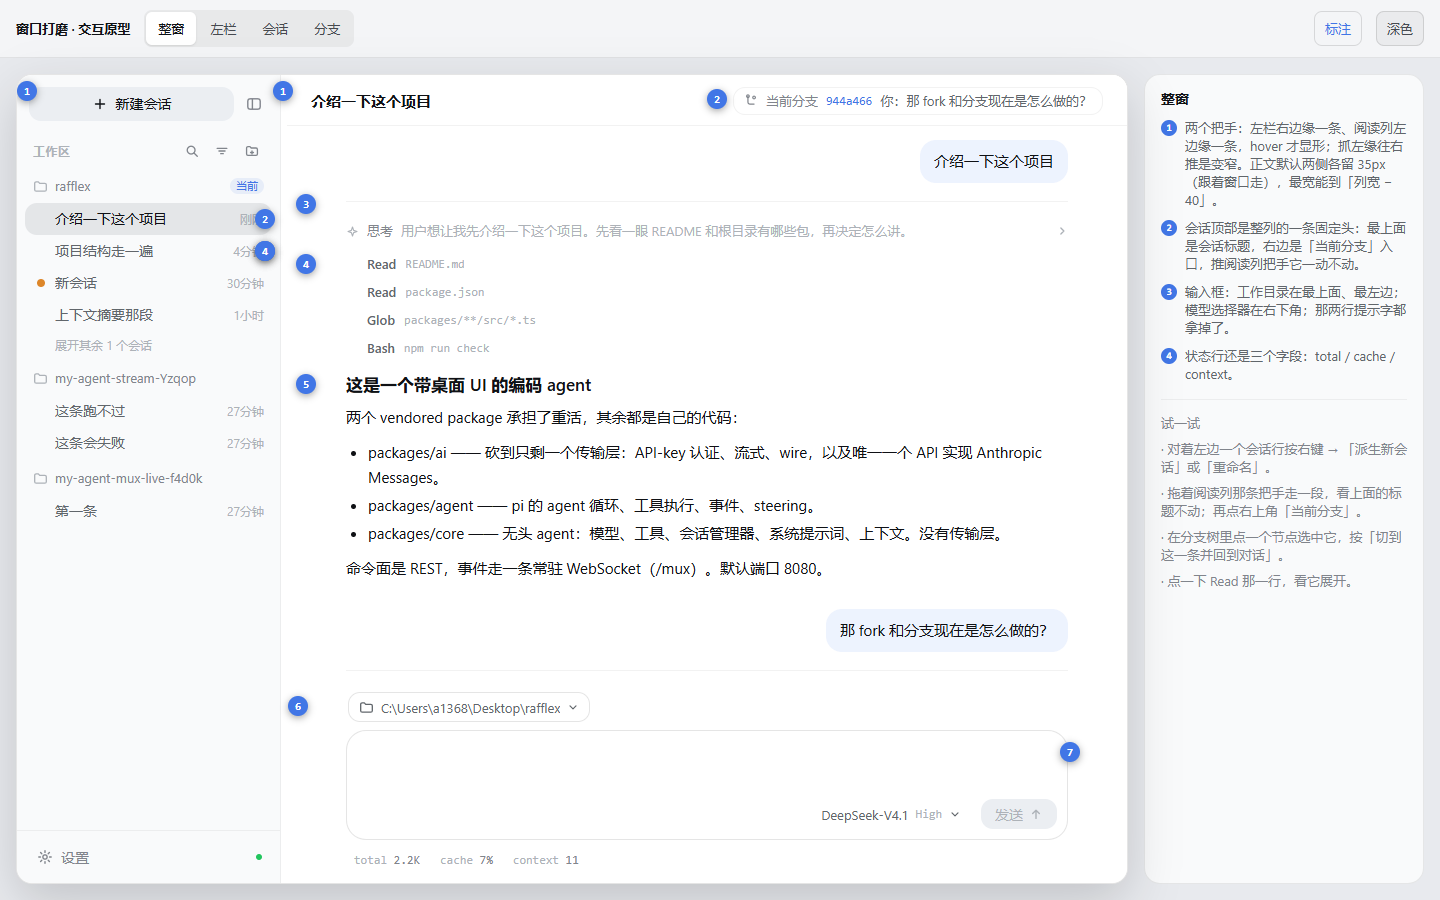 窗口打磨 · 交互原型
整窗
左栏
会话
分支
标注
深色
1
新建会话
工作区
rafflex
当前
介绍一下这个项目
2
项目结构走一遍
4分
4
新会话
30分钟
上下文摘要那段
1小时
展开其余 1 个会话
my-agent-stream-Yzqop
这条跑不过
27分钟
这条会失败
27分钟
my-agent-mux-live-f4d0k
第一条
27分钟
设置
1
介绍一下这个项目
2
当前分支 944a466 你：那 fork 和分支现在是怎么做的？
介绍一下这个项目
3
思考 用户想让我先介绍一下这个项目。先看一眼 README 和根目录有哪些包，再决定怎么讲。
4
Read README.md
Read package.json
Glob packages/**/src/*.ts
Bash npm run check
5
这是一个带桌面 UI 的编码 agent
两个 vendored package 承担了重活，其余都是自己的代码：
• packages/ai —— 砍到只剩一个传输层：API-key 认证、流式、wire，以及唯一一个 API 实现 Anthropic
Messages。
• packages/agent —— pi 的 agent 循环、工具执行、事件、steering。
• packages/core —— 无头 agent：模型、工具、会话管理器、系统提示词、上下文。没有传输层。
命令面是 REST，事件走一条常驻 WebSocket（/mux）。默认端口 8080。
那 fork 和分支现在是怎么做的？
6
C:\Users\a1368\Desktop\rafflex
7
DeepSeek-V4.1 High
发送
total 2.2K cache 7% context 11
整窗
1 两个把手：左栏右边缘一条、阅读列左
边缘一条，hover 才显形；抓左缘往右
推是变窄。正文默认两侧各留 35px
（跟着窗口走），最宽能到「列宽 −
40」。
2 会话顶部是整列的一条固定头：最上面
是会话标题，右边是「当前分支」入
口，推阅读列把手它一动不动。
3 输入框：工作目录在最上面、最左边；
模型选择器在右下角；那两行提示字都
拿掉了。
4 状态行还是三个字段：total / cache /
context。
试一试
· 对着左边一个会话行按右键 → 「派生新会
话」或「重命名」。
· 拖着阅读列那条把手走一段，看上面的标
题不动；再点右上角「当前分支」。
· 在分支树里点一个节点选中它，按「切到
这一条并回到对话」。
· 点一下 Read 那一行，看它展开。